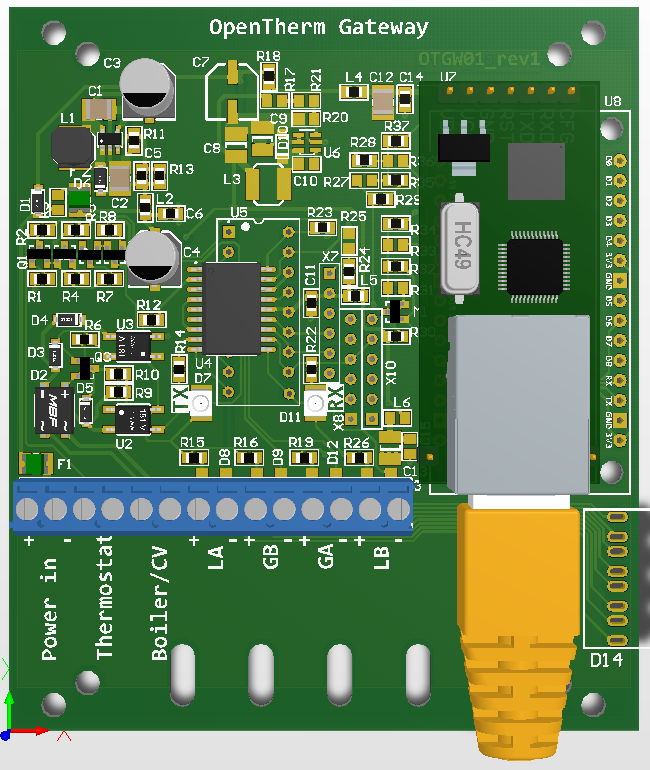 OpenTherm Gateway
OTGW01_rev1
C3
C7
R18
U7
C1
R17
R21
L4
C12
C14
U8
L1
R11
C9
R20
R37
C8
U6
R28
C5
R13
L3
C10
R27
C2
D1
L2
C6
R29
R2
R8
U5
R23
R25
C4
X7
R24
HC49
Q1
R1
R4
R7
C11
L5
D4
R12
R6
U3
R14
R22
D3
U4
D2
R10
D7
X10
MBF
D5
R9
TX
D11
RX
X8
L6
U2
R15
D8
R16
D9
R19
D12
R26
F1
C9
D1
D2
D3
D4
3V3
GND
D5
D6
D7
D8
RX
TX
GND
3V3
+ - + - + - + - + -
Power in
Thermostat
Boiler/CV
LA
GB
GA
LB
D14